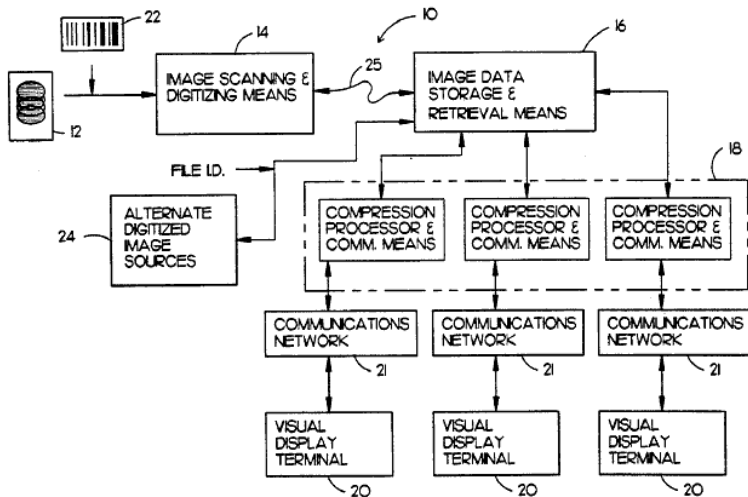 22
14
10
16
IMAGE SCANNING &
DIGITIZING MEANS
25
IMAGE DATA
STORAGE &
RETRIEVAL MEANS
12
FILE I.D.
18
24
ALTERNATE
DIGITIZED
IMAGE
SOURCES
COMPRESSION
PROCESSOR &
COMM. MEANS
COMPRESSION
PROCESSOR &
COMM. MEANS
COMPRESSION
PROCESSOR &
COMM. MEANS
COMMUNICATIONS
NETWORK
COMMUNICATIONS
NETWORK
COMMUNICATIONS
NETWORK
21
21
21
VISUAL
DISPLAY
TERMINAL
VISUAL
DISPLAY
TERMINAL
VISUAL
DISPLAY
TERMINAL
20
20
20